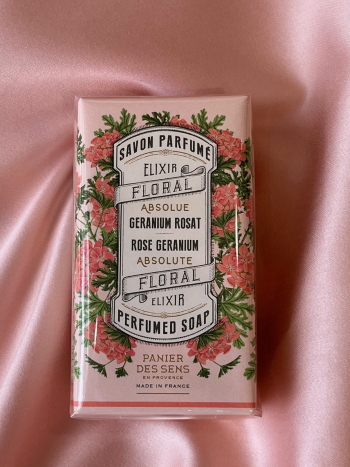 SAVON PARFUMÉ
ELIXIR
FLORAL
ABSOLUE
GERANIUM ROSAT
ROSE GERANIUM
ABSOLUTE
FLORAL
ELIXIR
PERFUMED SOAP
PANIER
DES SENS
EN PROVENCE
MADE IN FRANCE